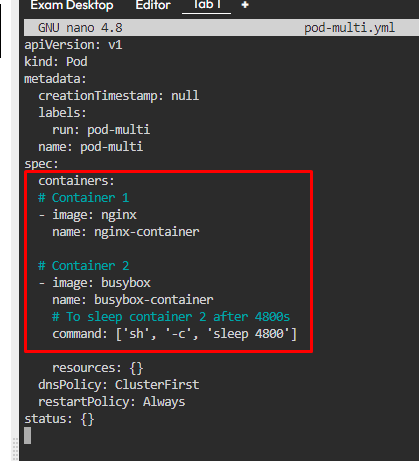 Exam Desktop Editor Tab 1 +
GNU nano 4.8 pod-multi.yml
apiVersion: v1
kind: Pod
metadata:
  creationTimestamp: null
  labels:
    run: pod-multi
  name: pod-multi
spec:
  containers:
  # Container 1
  - image: nginx
    name: nginx-container
  # Container 2
  - image: busybox
    name: busybox-container
    # To sleep container 2 after 4800s
    command: ['sh', '-c', 'sleep 4800']
    resources: {}
  dnsPolicy: ClusterFirst
  restartPolicy: Always
status: {}